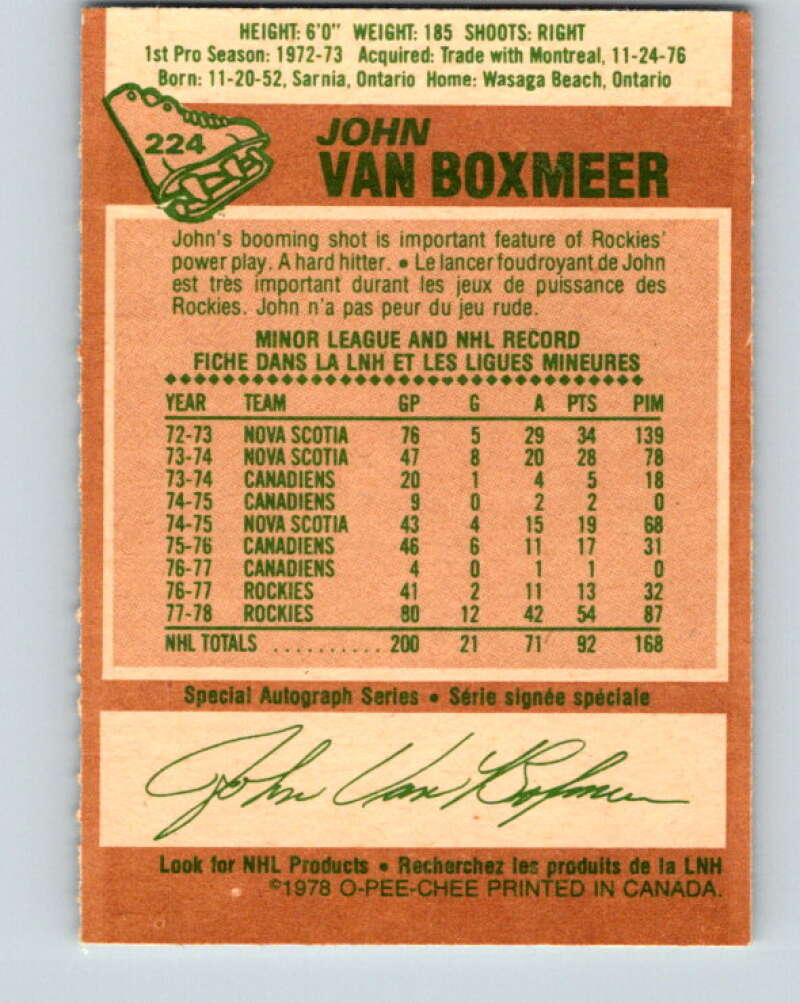 HEIGHT: 6'0" WEIGHT: 185 SHOOTS: RIGHT
1st Pro Season: 1972-73 Acquired: Trade with Montreal, 11-24-76
Born: 11-20-52, Sarnia, Ontario Home: Wasaga Beach, Ontario
224
JOHN
VAN BOXMEER
John's booming shot is important feature of Rockies'
power play. A hard hitter. • Le lancer foudroyant de John
est très important durant les jeux de puissance des
Rockies. John n'a pas peur du jeu rude.
MINOR LEAGUE AND NHL RECORD
FICHE DANS LA LNH ET LES LIGUES MINEURES
YEAR TEAM GP G A PTS PIM
72-73 NOVA SCOTIA 76 5 29 34 139
73-74 NOVA SCOTIA 47 8 20 28 78
73-74 CANADIENS 20 1 4 5 18
74-75 CANADIENS 9 0 2 2 0
74-75 NOVA SCOTIA 43 4 15 19 68
75-76 CANADIENS 46 6 11 17 31
76-77 CANADIENS 4 0 1 1 0
76-77 ROCKIES 41 2 11 13 32
77-78 ROCKIES 80 12 42 54 87
NHL TOTALS .......... 200 21 71 92 168
Special Autograph Series • Série signée spéciale
John Van Boxmeer
Look for NHL Products • Recherchez les produits de la LNH
©1978 O-PEE-CHEE PRINTED IN CANADA.